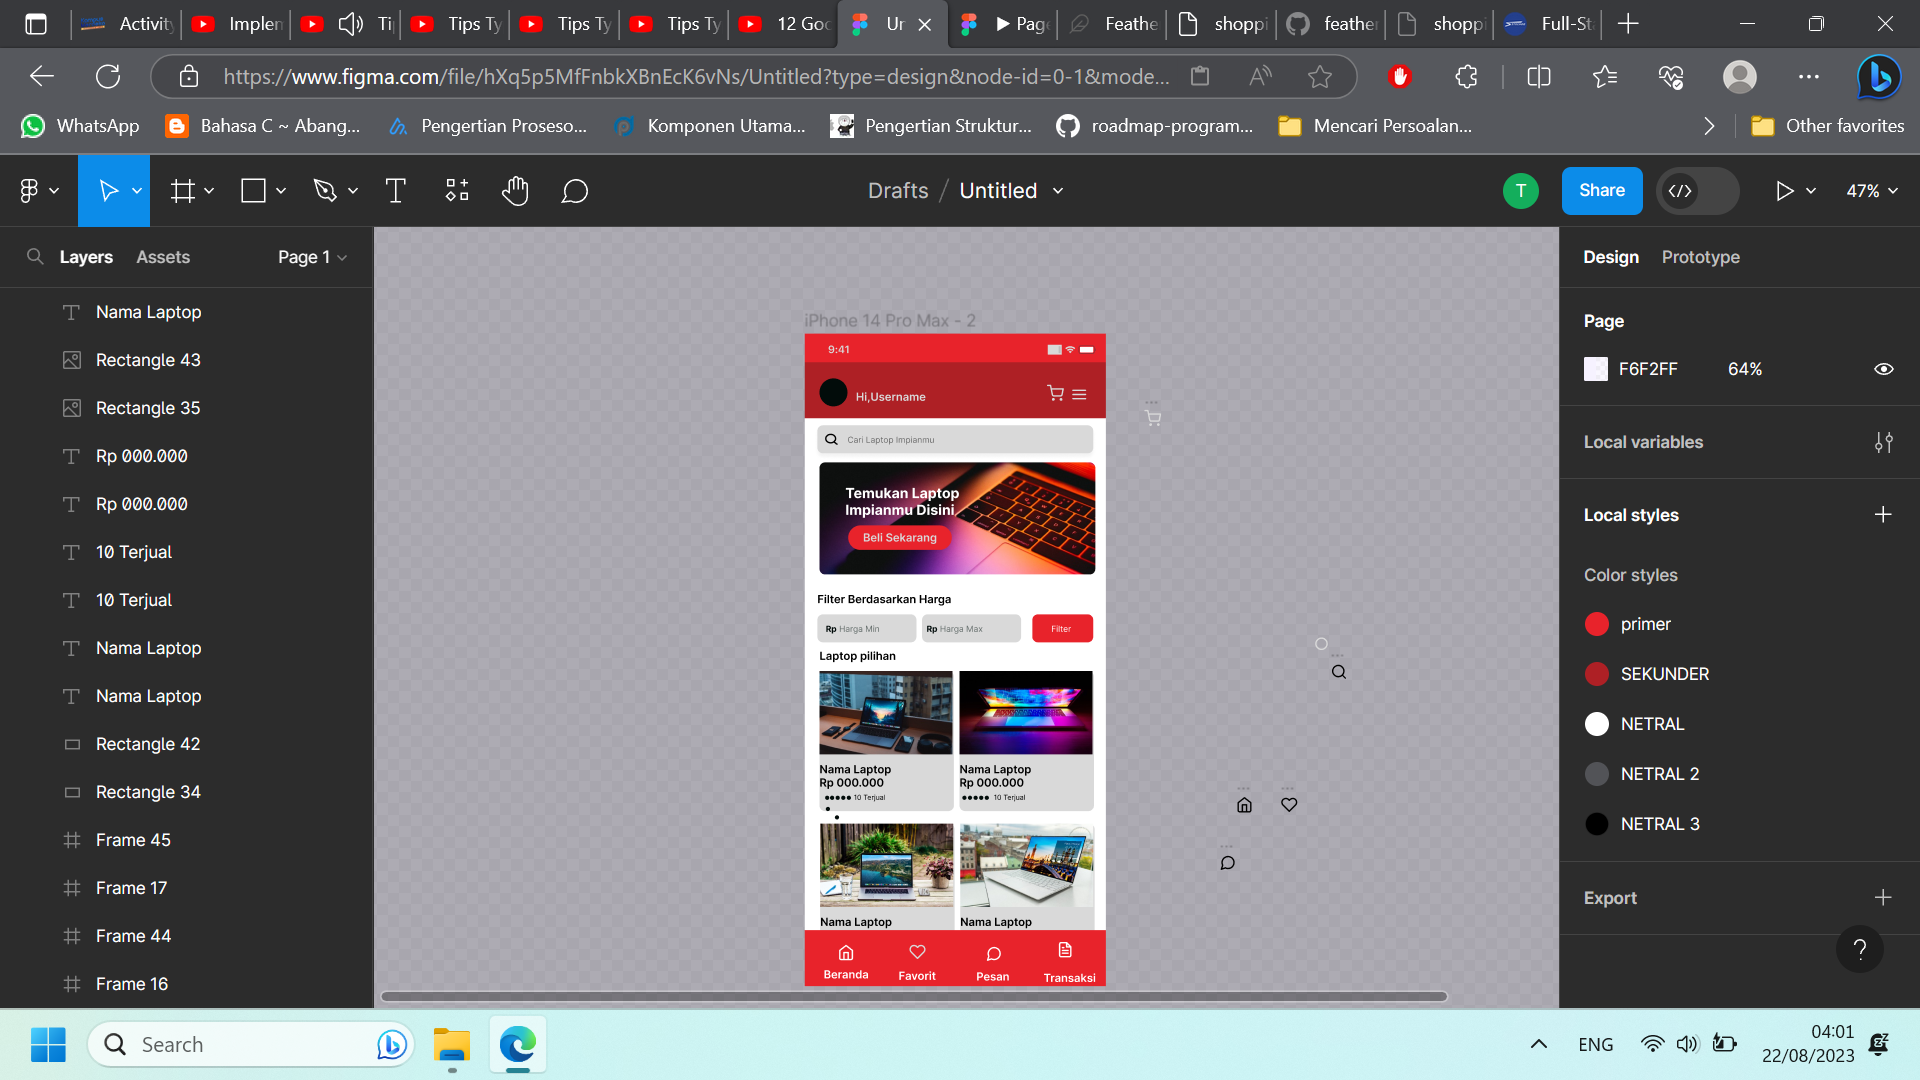 Activity
Implen
Ti
Tips Ty
Tips Ty
Tips Ty
12 Goo
Ur
Page
Feathe
shoppi
feather
shoppi
Full-St
https://www.figma.com/file/hXq5p5MfFnbkXBnEcK6vNs/Untitled?type=design&node-id=0-1&mode...
WhatsApp
Bahasa C ~ Abang...
Pengertian Proseso...
Komponen Utama...
Pengertian Struktur...
roadmap-program...
Mencari Persoalan...
Other favorites
Drafts / Untitled
T
Share
47%
Layers
Assets
Page 1
Nama Laptop
Rectangle 43
Rectangle 35
Rp 000.000
Rp 000.000
10 Terjual
10 Terjual
Nama Laptop
Nama Laptop
Rectangle 42
Rectangle 34
Frame 45
Frame 17
Frame 44
Frame 16
iPhone 14 Pro Max - 2
9:41
Hi,Username
Cari Laptop Impianmu
Temukan Laptop
Impianmu Disini
Beli Sekarang
Filter Berdasarkan Harga
Rp Harga Min
Rp Harga Max
Filter
Laptop pilihan
Nama Laptop
Rp 000.000
10 Terjual
Nama Laptop
Rp 000.000
10 Terjual
Nama Laptop
Nama Laptop
Beranda
Favorit
Pesan
Transaksi
Design
Prototype
Page
F6F2FF
64%
Local variables
Local styles
Color styles
primer
SEKUNDER
NETRAL
NETRAL 2
NETRAL 3
Export
?
Search
ENG
04:01
22/08/2023